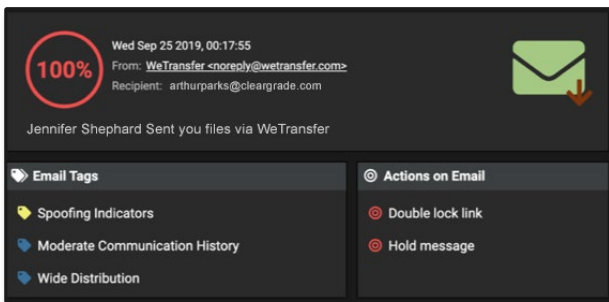 100%
Wed Sep 25 2019, 00:17:55
From: WeTransfer <noreply@wetransfer.com>
Recipient: arthurparks@cleargrade.com
Jennifer Shephard Sent you files via WeTransfer
Email Tags
Spoofing Indicators
Moderate Communication History
Wide Distribution
Actions on Email
Double lock link
Hold message